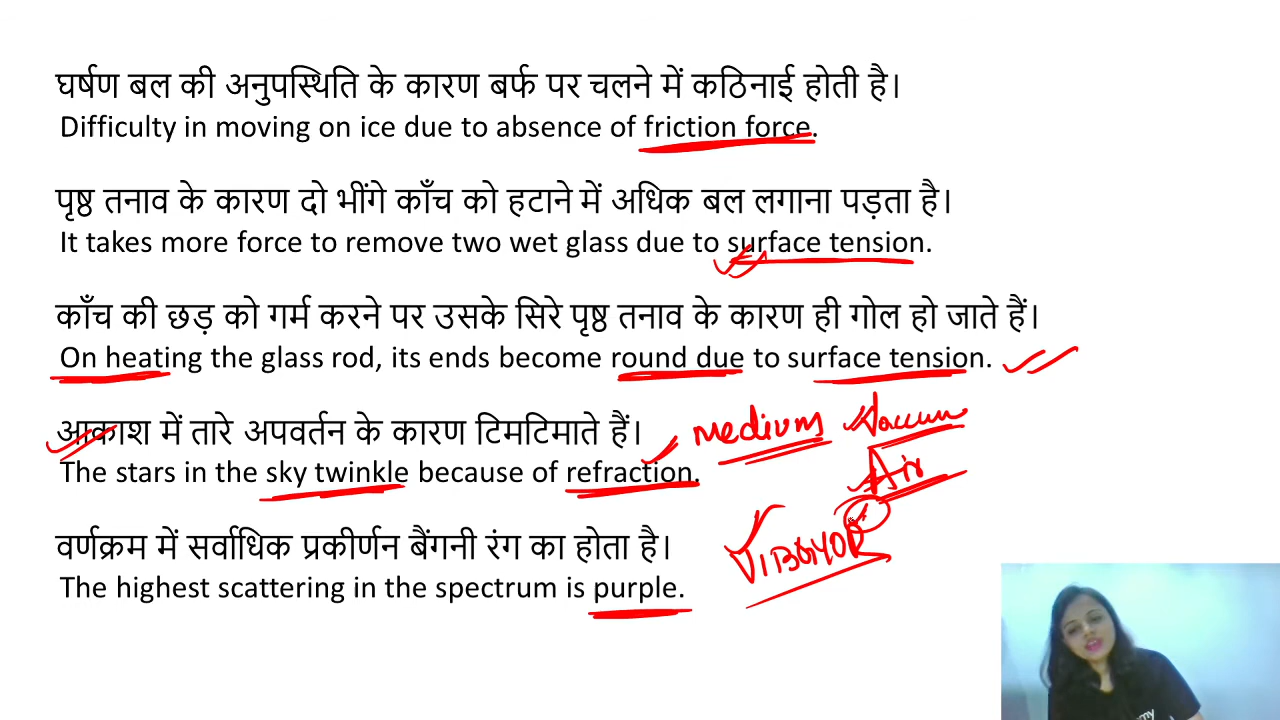 घर्षण बल की अनुपस्थिति के कारण बर्फ पर चलने में कठिनाई होती है।
Difficulty in moving on ice due to absence of friction force.
पृष्ठ तनाव के कारण दो भींगे काँच को हटाने में अधिक बल लगाना पड़ता है।
It takes more force to remove two wet glass due to surface tension.
काँच की छड़ को गर्म करने पर उसके सिरे पृष्ठ तनाव के कारण ही गोल हो जाते हैं।
On heating the glass rod, its ends become round due to surface tension.
आकाश में तारे अपवर्तन के कारण टिमटिमाते हैं।
medium
Air
The stars in the sky twinkle because of refraction.
वर्णक्रम में सर्वाधिक प्रकीर्णन बैंगनी रंग का होता है।
VIBGYOR
The highest scattering in the spectrum is purple.